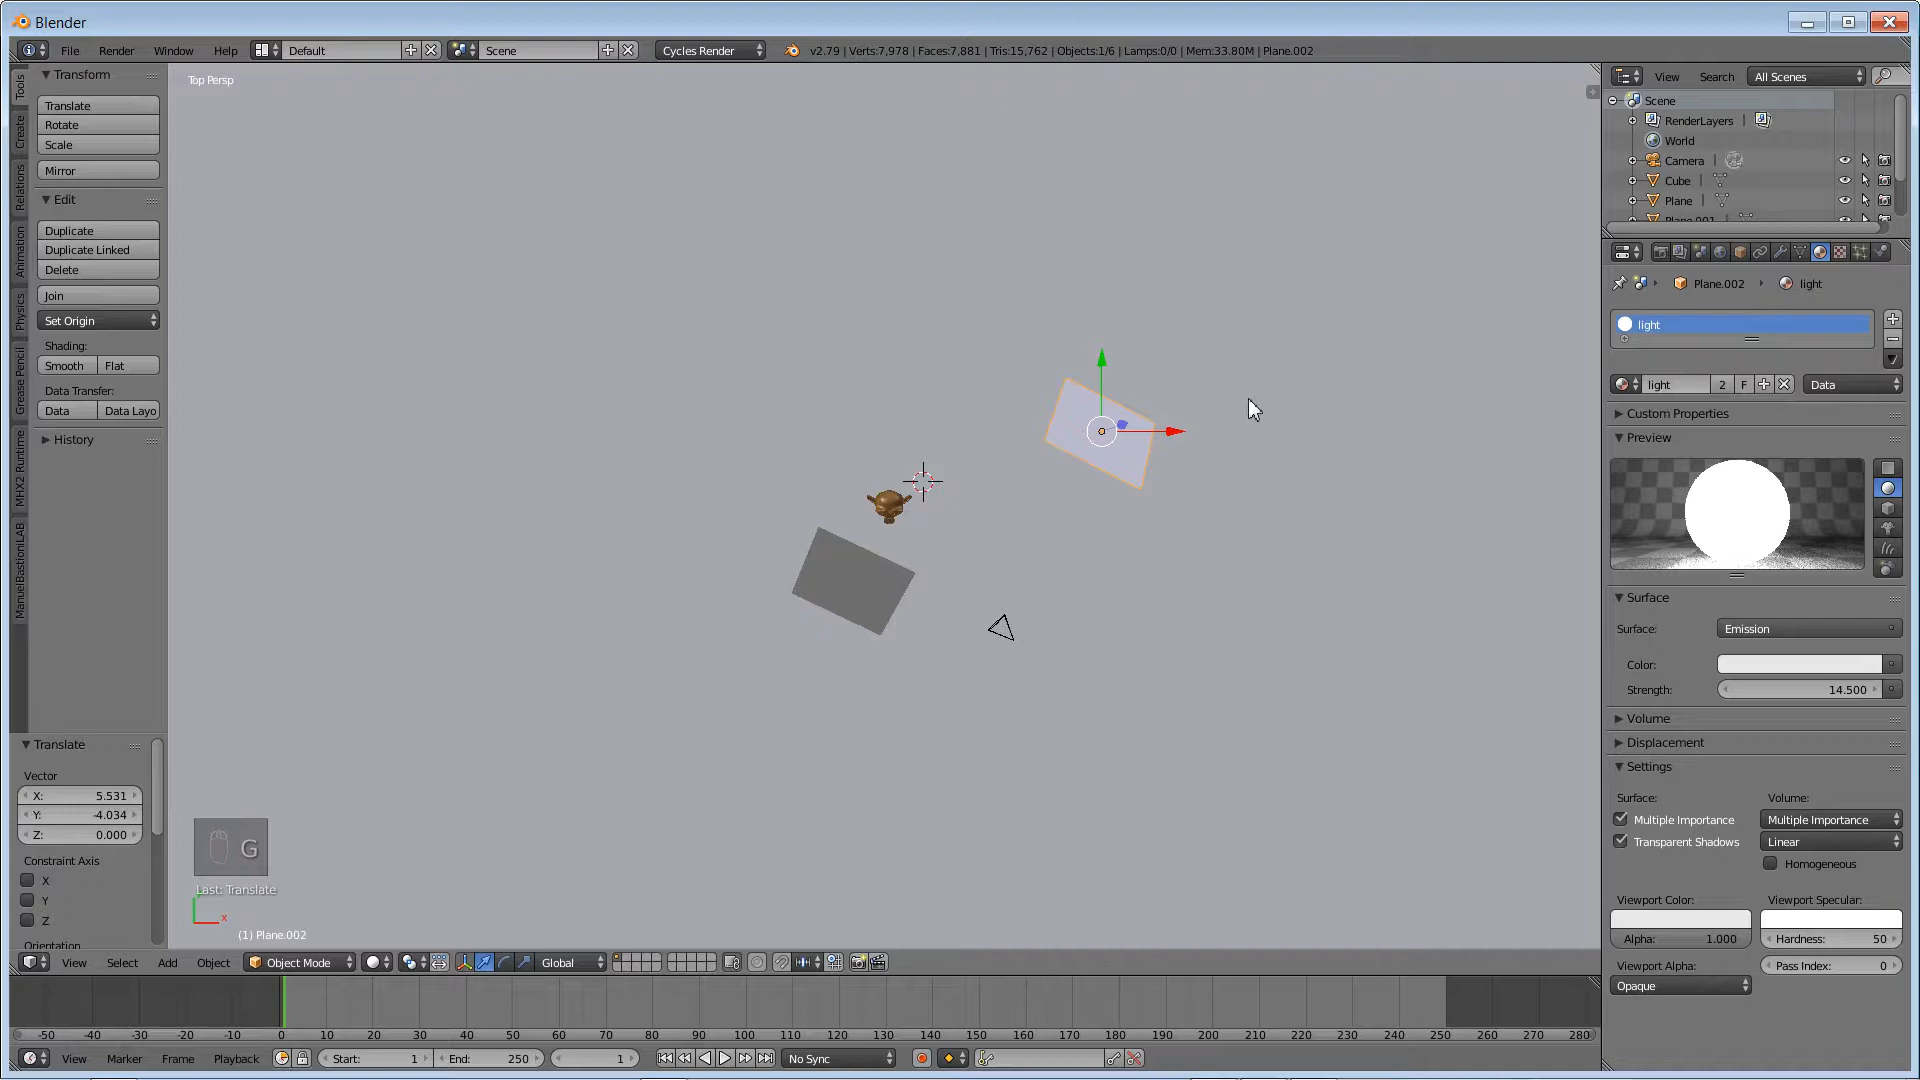 Blender
File Render Window Help Default Scene Cycles Render v2.79 | Verts:7,978 | Faces:7,881 | Tris:15,762 | Objects:1/6 | Lamps:0/0 | Mem:33.80M | Plane.002
Tools
Create
Relations
Animation
Physics
Grease Pencil
MHX2 Runtime
ManuelBastioniLAB
Transform
Translate
Rotate
Scale
Mirror
Edit
Duplicate
Duplicate Linked
Delete
Join
Set Origin
Shading:
Smooth Flat
Data Transfer:
Data Data Layo
History
Translate
Vector
X: 5.531
Y: -4.034
Z: 0.000
Constraint Axis
X
Y
Z
Orientation
Top Persp
G
Last: Translate
x
(1) Plane.002
View Select Add Object Object Mode Global
-50 -40 -30 -20 -10 0 10 20 30 40 50 60 70 80 90 100 110 120 130 140 150 160 170 180 190 200 210 220 230 240 250 260 270 280
View Marker Frame Playback Start: 1 End: 250 1 No Sync
View Search All Scenes
Scene
RenderLayers
World
Camera
Cube
Plane
Plane.001
Plane.002 light
light
light 2 F Data
Custom Properties
Preview
Surface
Surface: Emission
Color:
Strength: 14.500
Volume
Displacement
Settings
Surface: Volume:
Multiple Importance Multiple Importance
Transparent Shadows Linear
Homogeneous
Viewport Color: Viewport Specular:
Alpha: 1.000 Hardness: 50
Viewport Alpha: Pass Index: 0
Opaque